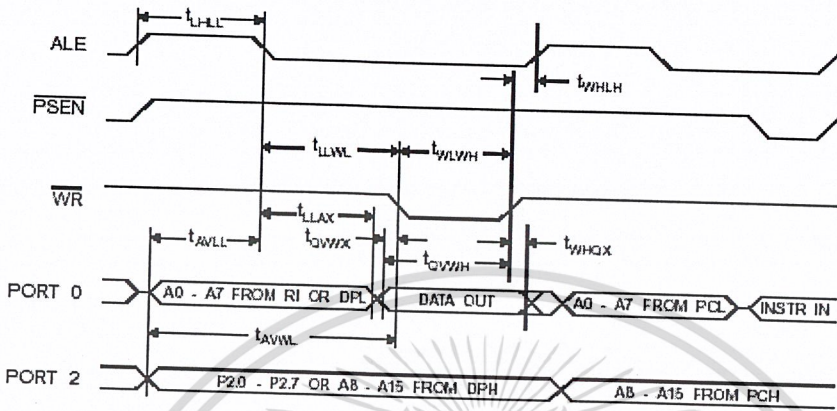 tLHLL
ALE
tWHLH
PSEN
tLLWL
tWLWH
WR
tLLAX
tAVLL
tQVWX
tWHQX
tQVWH
PORT 0
A0 - A7 FROM RI OR DPL
DATA OUT
A0 - A7 FROM PCL
INSTR IN
tAVWL
PORT 2
P2.0 - P2.7 OR A8 - A15 FROM DPH
A8 - A15 FROM PCH